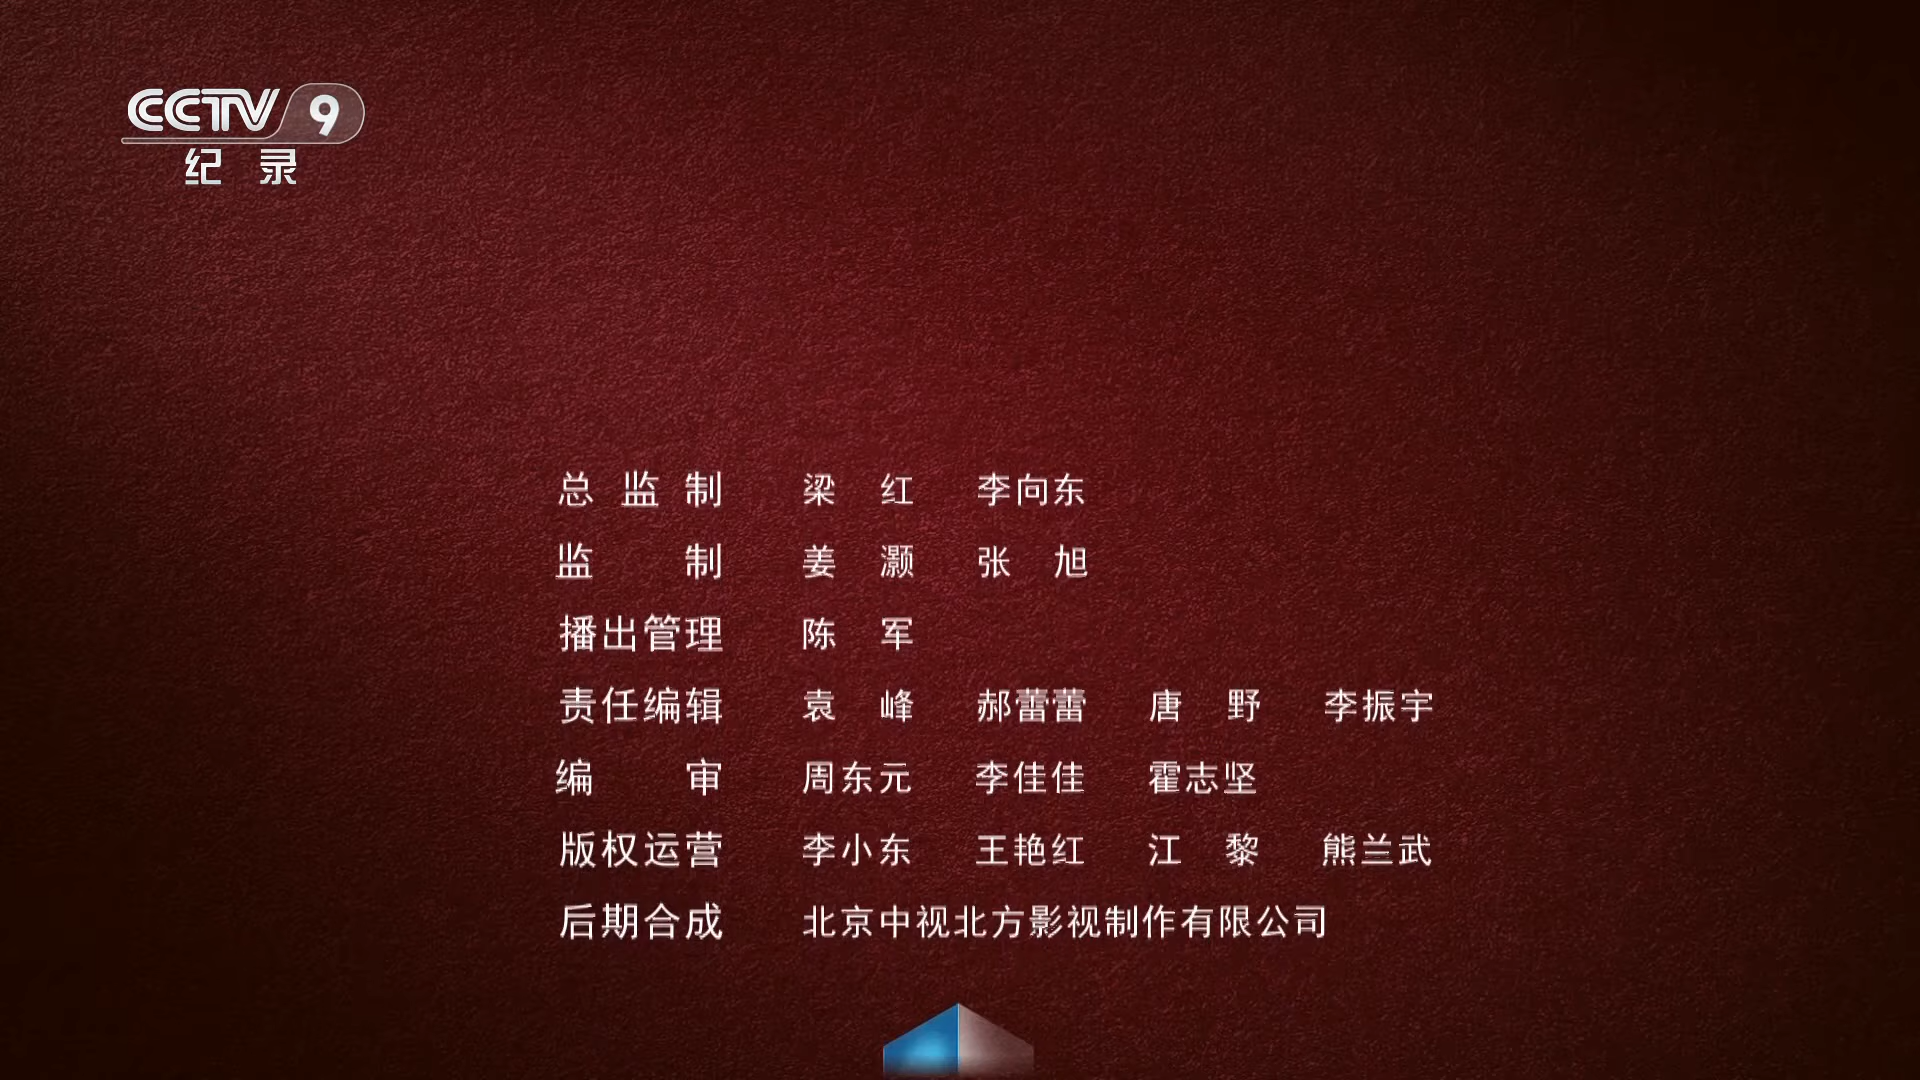 CCTV 9
纪 录
总 监 制 梁 红 李向东
监 制 姜 灏 张 旭
播出管理 陈 军
责任编辑 袁 峰 郝蕾蕾 唐 野 李振宇
编 审 周东元 李佳佳 霍志坚
版权运营 李小东 王艳红 江 黎 熊兰武
后期合成 北京中视北方影视制作有限公司